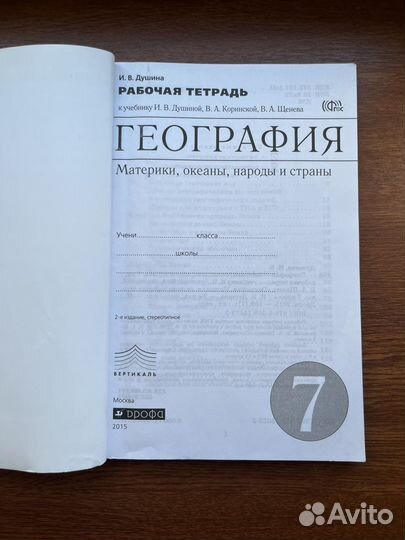 И. В. Душина
РАБОЧАЯ ТЕТРАДЬ
к учебнику И. В. Душиной, В. А. Коринской, В. А. Щенева
ГЕОГРАФИЯ
Материки, океаны, народы и страны
Учени........................класса........................
........................школы........................
2-е издание, стереотипное
ВЕРТИКАЛЬ
Москва
дрофа
2015
7
Avito